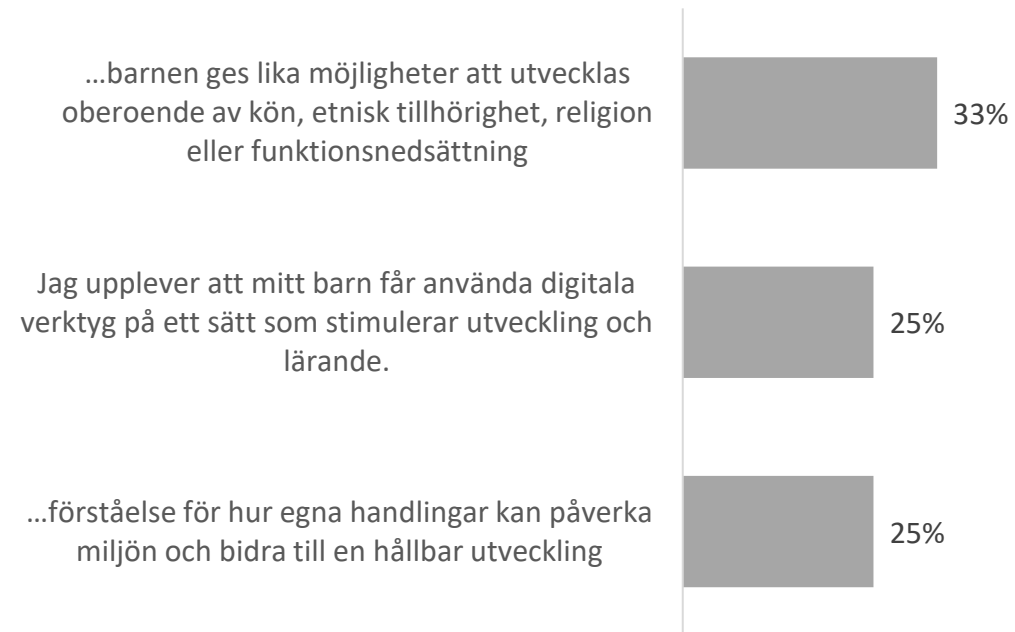 …barnen ges lika möjligheter att utvecklas
oberoende av kön, etnisk tillhörighet, religion
eller funktionsnedsättning
33%
Jag upplever att mitt barn får använda digitala
verktyg på ett sätt som stimulerar utveckling och
lärande.
25%
…förståelse för hur egna handlingar kan påverka
miljön och bidra till en hållbar utveckling
25%